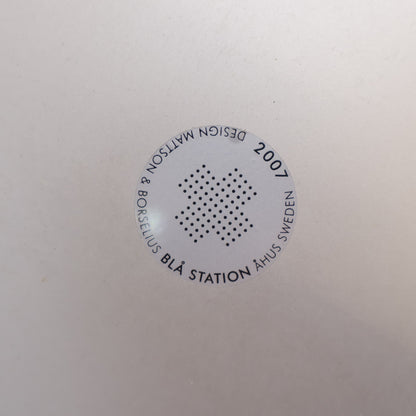 DESIGN MATTSON & BORSELIUS BLÅ STATION ÅHUS SWEDEN 2007